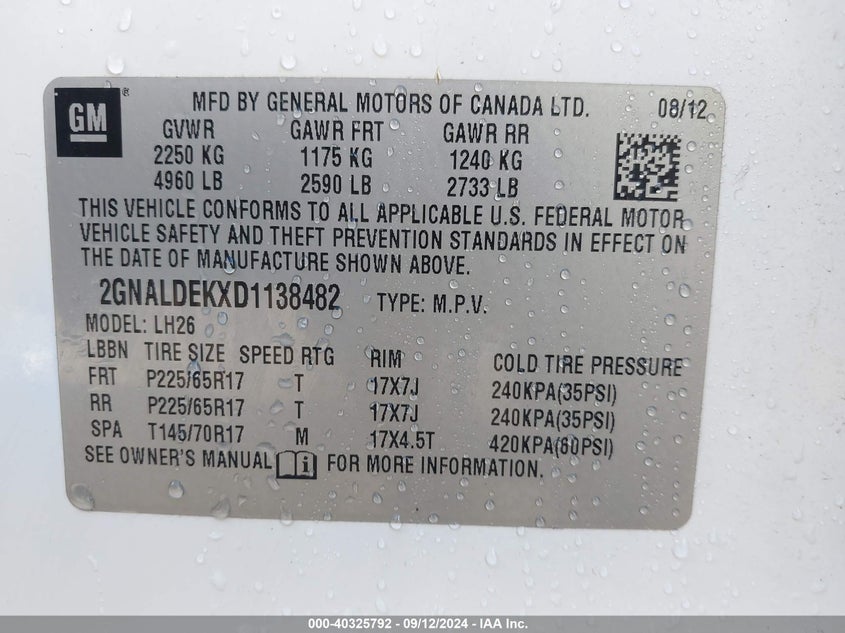 GM ®
MFD BY GENERAL MOTORS OF CANADA LTD. 08/12
GVWR GAWR FRT GAWR RR
2250 KG 1175 KG 1240 KG
4960 LB 2590 LB 2733 LB
THIS VEHICLE CONFORMS TO ALL APPLICABLE U.S. FEDERAL MOTOR
VEHICLE SAFETY AND THEFT PREVENTION STANDARDS IN EFFECT ON
THE DATE OF MANUFACTURE SHOWN ABOVE.
2GNALDEKXD1138482 TYPE: M.P.V.
MODEL: LH26
LBBN TIRE SIZE SPEED RTG RIM COLD TIRE PRESSURE
FRT P225/65R17 T 17X7J 240KPA(35PSI)
RR P225/65R17 T 17X7J 240KPA(35PSI)
SPA T145/70R17 M 17X4.5T 420KPA(60PSI)
SEE OWNER'S MANUAL i FOR MORE INFORMATION.
000-40325792 - 09/12/2024 - IAA Inc.